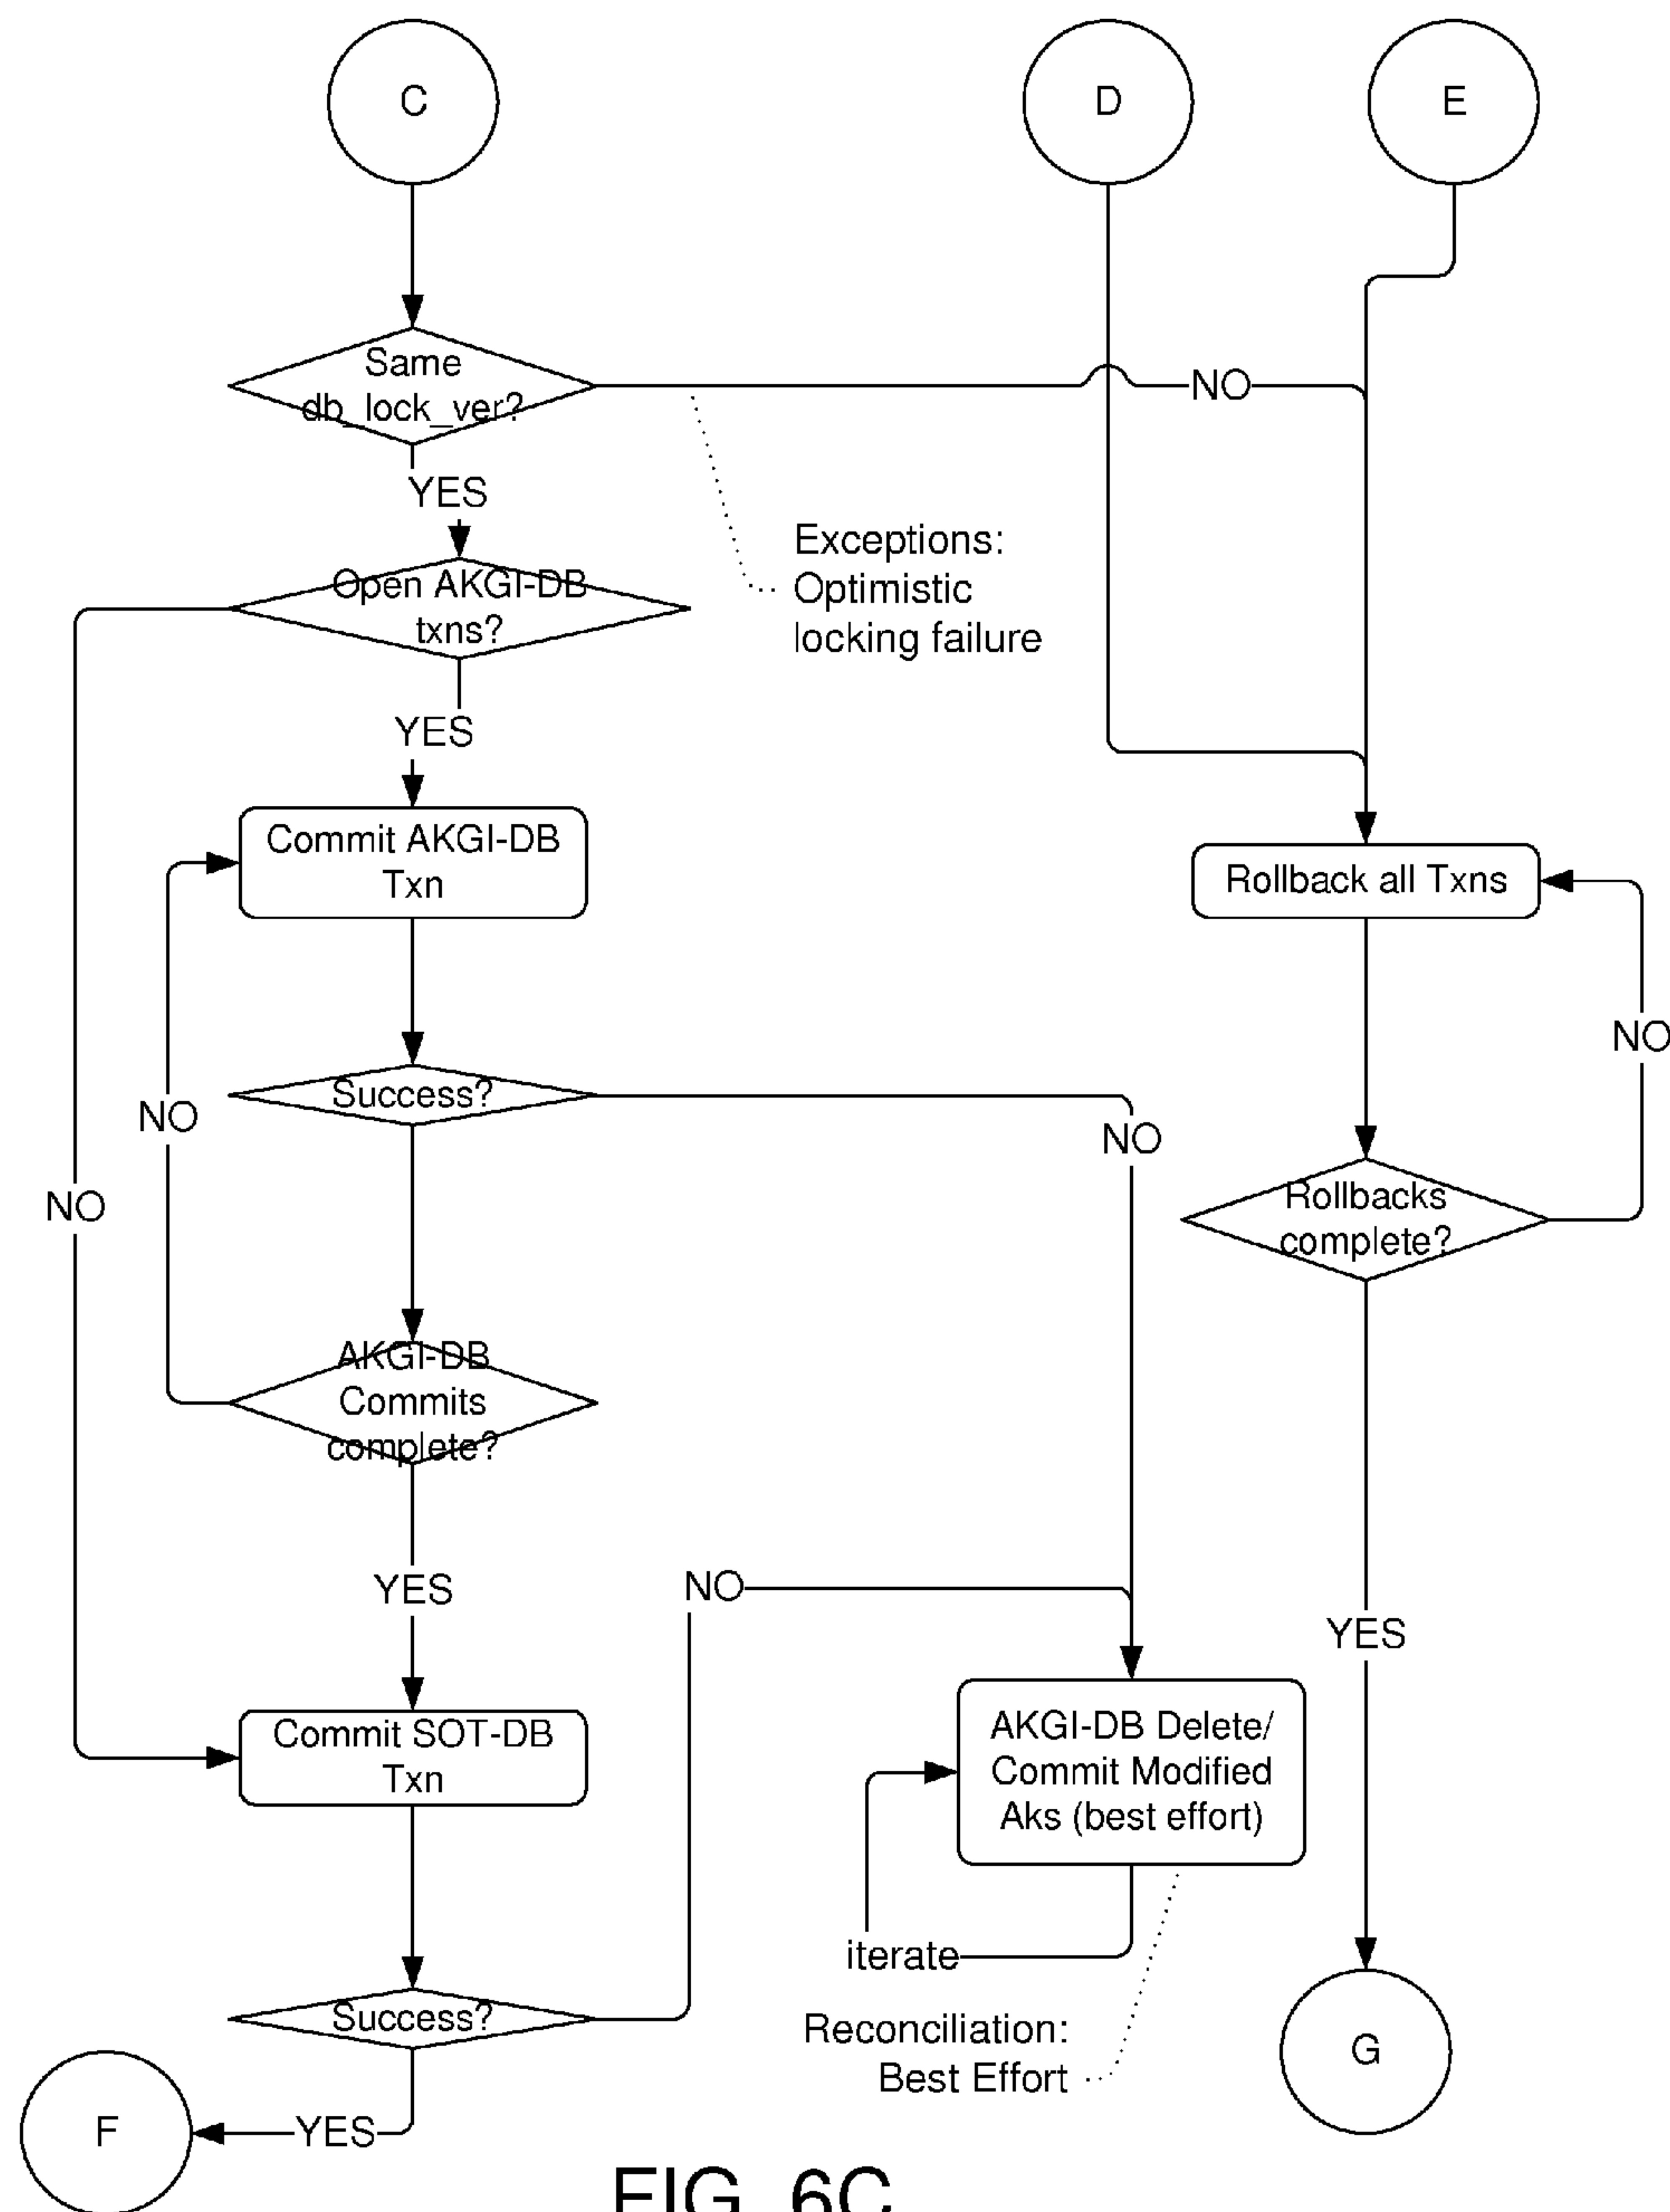 C
D
E
Same
db_lock_ver?
NO
YES
Exceptions:
Optimistic
locking failure
Open AKGI-DB
txns?
YES
Commit AKGI-DB
Txn
Rollback all Txns
NO
Success?
NO
NO
NO
Rollbacks
complete?
AKGI-DB
Commits
complete?
YES
NO
YES
Commit SOT-DB
Txn
AKGI-DB Delete/
Commit Modified
Aks (best effort)
iterate
Success?
Reconciliation:
Best Effort
G
F
YES
FIG. 6C